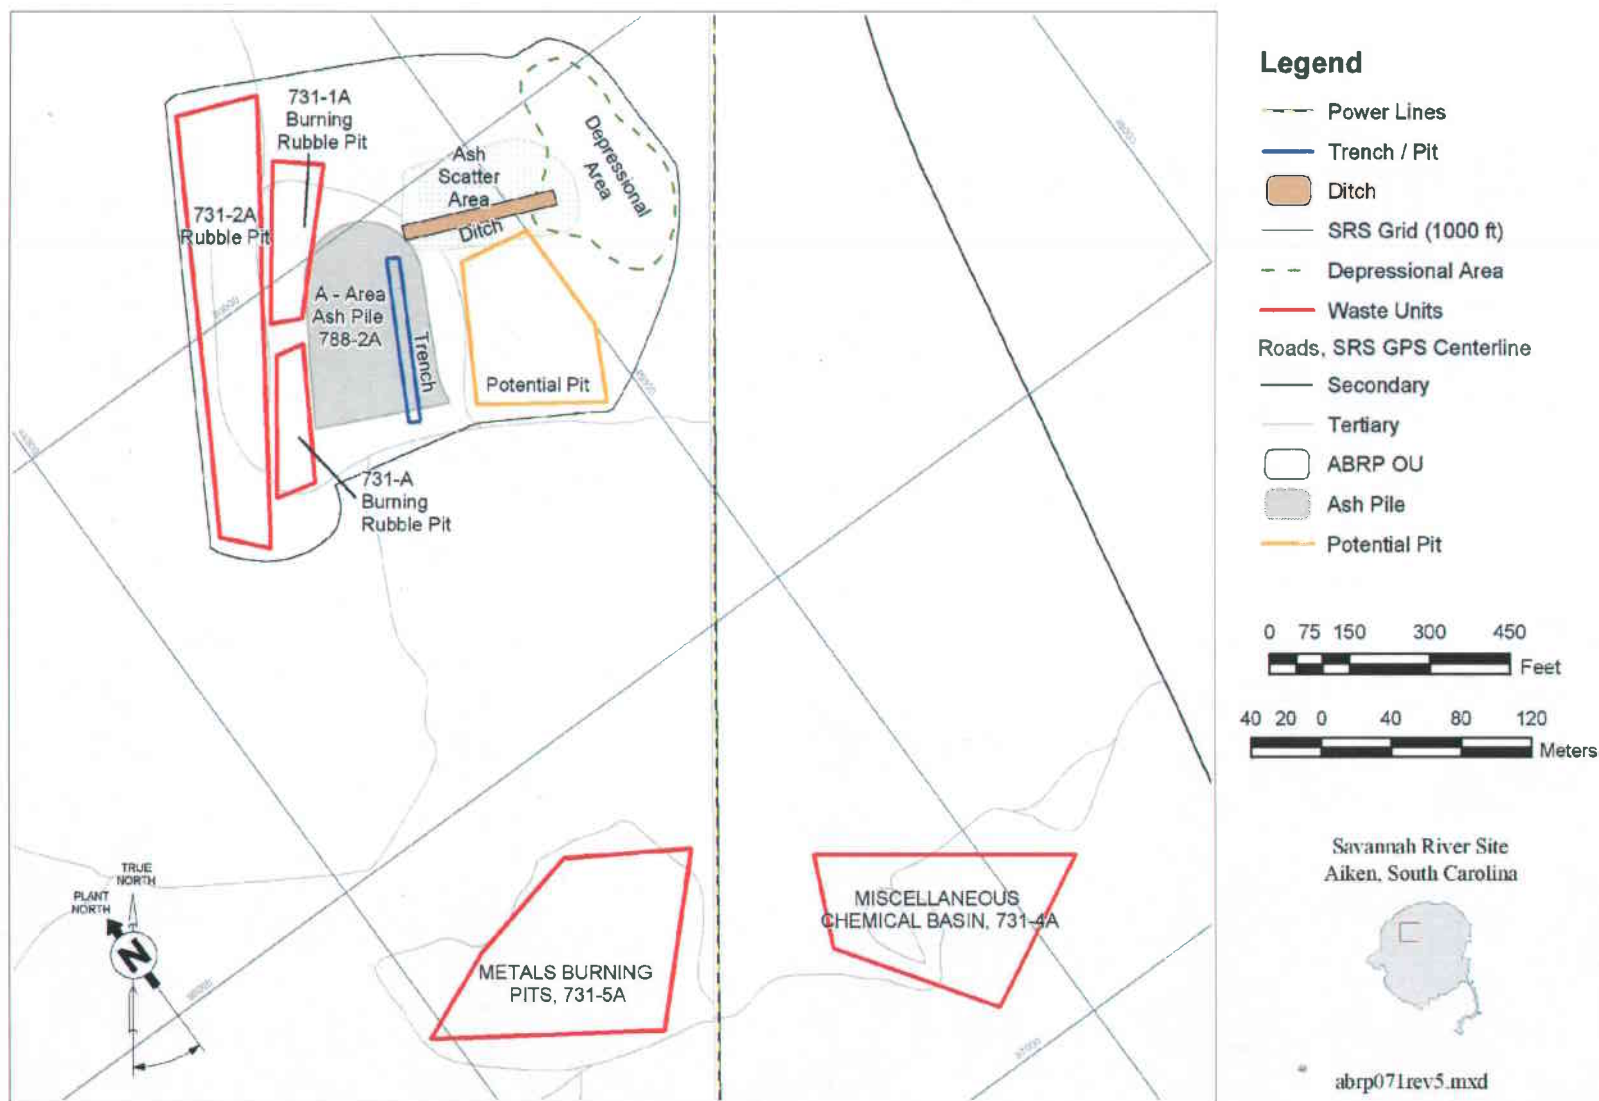 731-1A
Burning
Rubble Pit
Ash
Scatter
Area
Ditch
Depressional
Area
731-2A
Rubble Pit
A - Area
Ash Pile
788-2A
Trench
Potential Pit
731-A
Burning
Rubble Pit
MISCELLANEOUS
CHEMICAL BASIN, 731-4A
METALS BURNING
PITS, 731-5A
TRUE
NORTH
PLANT
NORTH
N
Legend
Power Lines
Trench / Pit
Ditch
SRS Grid (1000 ft)
Depressional Area
Waste Units
Roads, SRS GPS Centerline
Secondary
Tertiary
ABRP OU
Ash Pile
Potential Pit
0 75 150 300 450
Feet
40 20 0 40 80 120
Meters
Savannah River Site
Aiken, South Carolina
abrp071rev5.mxd